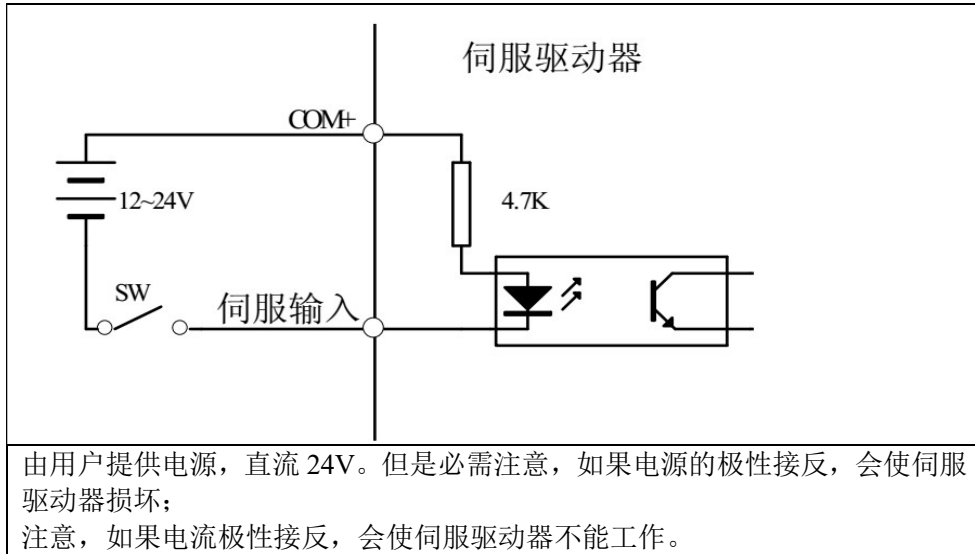 伺服驱动器
COM+
12~24V
4.7K
SW
伺服输入
由用户提供电源，直流 24V。但是必需注意，如果电源的极性接反，会使伺服
驱动器损坏；
注意，如果电流极性接反，会使伺服驱动器不能工作。